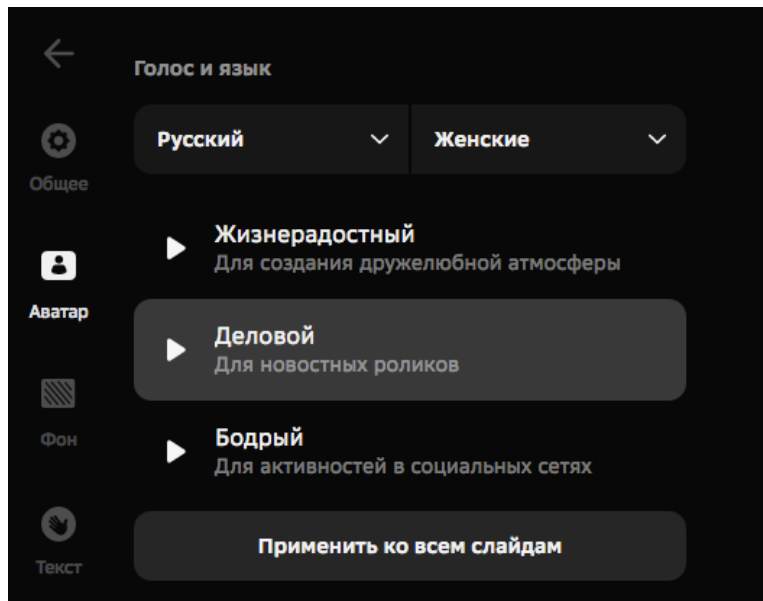 Голос и язык
Русский
Женские
Общее
Жизнерадостный
Для создания дружелюбной атмосферы
Аватар
Деловой
Для новостных роликов
Фон
Бодрый
Для активностей в социальных сетях
Применить ко всем слайдам
Текст